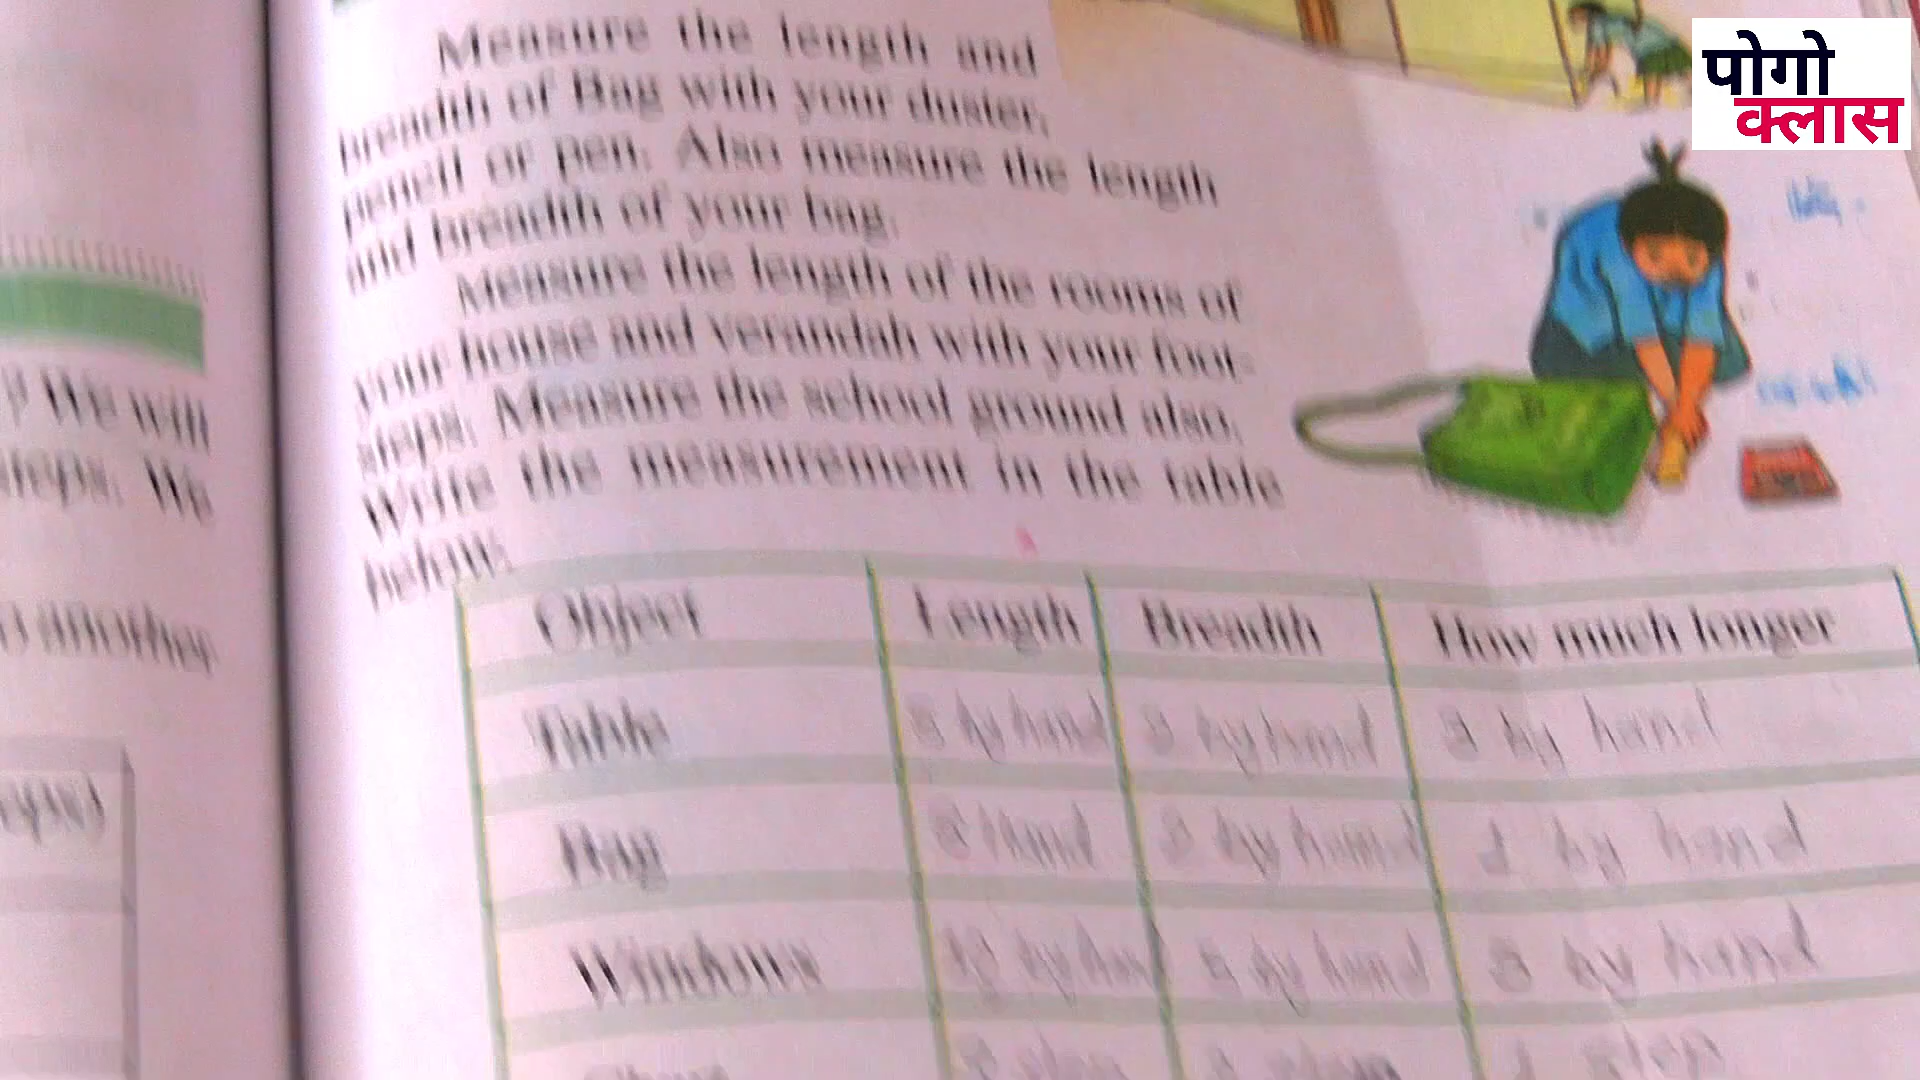 पोगो
क्लास
Measure the length and
breadth of Bag with your duster,
pencil or pen. Also measure the length
and breadth of your bag.
Measure the length of the rooms of
your house and verandah with your foot-
steps. Measure the school ground also.
Write the measurement in the table
below.
? We will
steps. We
another
Object Length Breadth How much longer
Table by hand by hand by hand
Bag hand by hand by hand
Windows by hand by hand
step